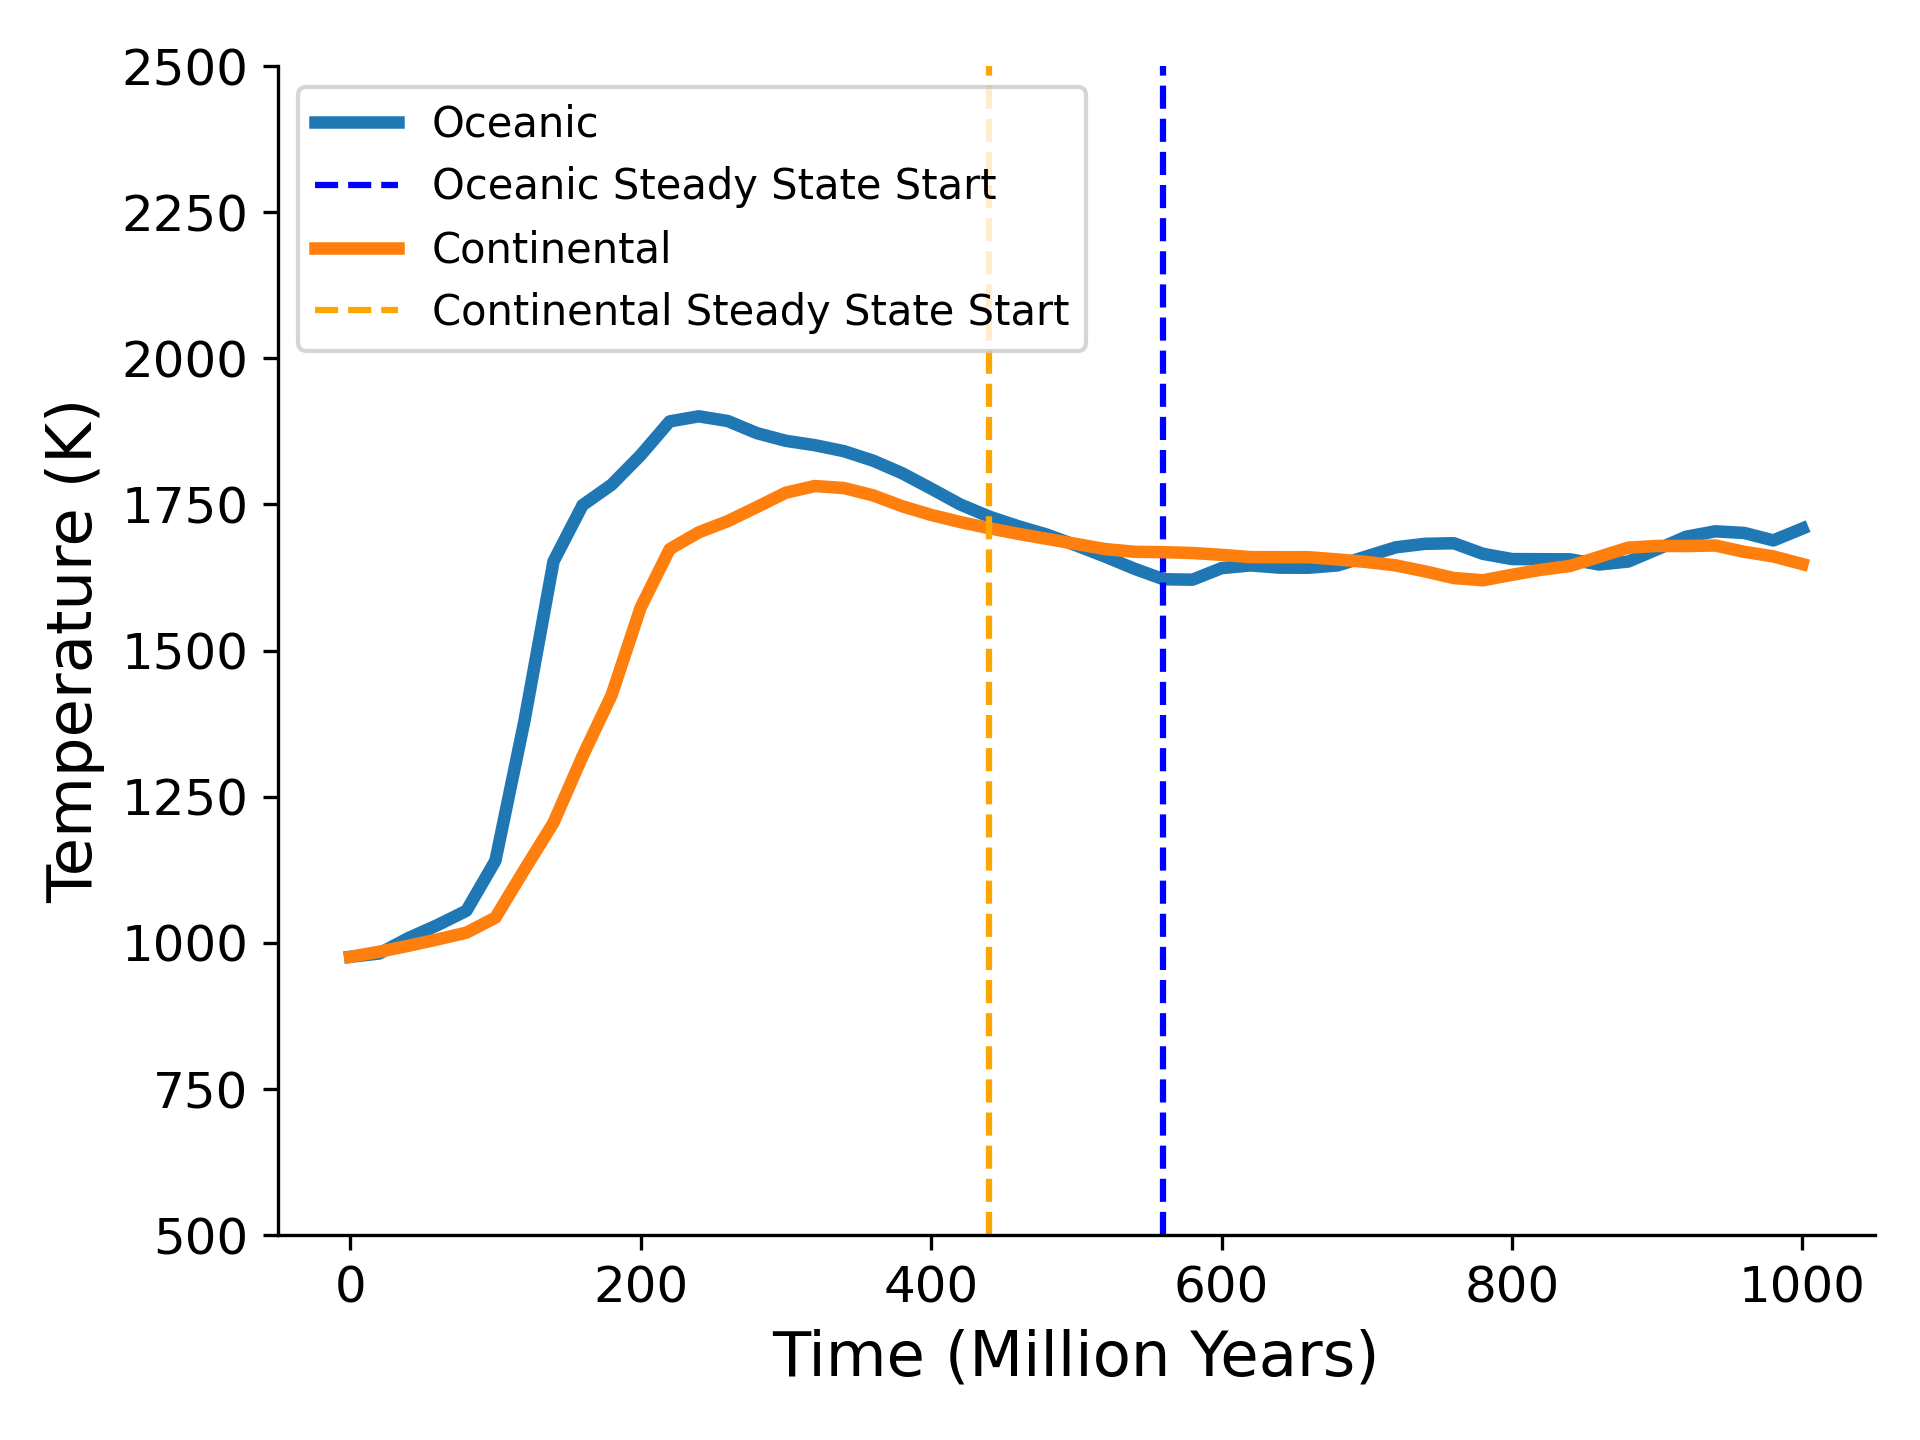 2500
2250
2000
1750
1500
1250
1000
750
500
Temperature (K)
Oceanic
Oceanic Steady State Start
Continental
Continental Steady State Start
0 200 400 600 800 1000
Time (Million Years)